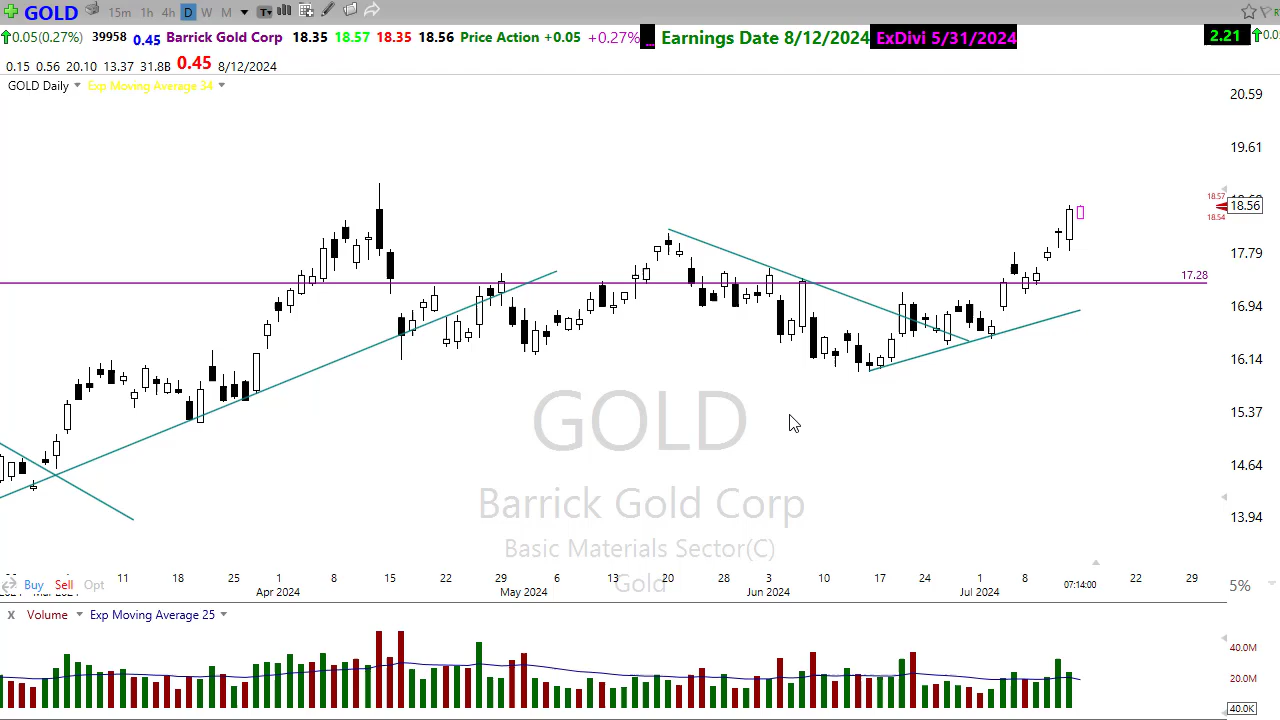 GOLD 15m 1h 4h D W M T
0.05(0.27%) 39958 0.45 Barrick Gold Corp 18.35 18.57 18.35 18.56 Price Action +0.05 +0.27% ... Earnings Date 8/12/2024 ExDivi 5/31/2024 2.21
0.15 0.56 20.10 13.37 31.8B 0.45 8/12/2024
GOLD Daily Exp Moving Average 34
20.59
19.61
18.57
18.56
18.54
17.79
17.28
16.94
16.14
15.37
14.64
13.94
GOLD
Barrick Gold Corp
Basic Materials Sector(C)
Gold
11 18 25 1 8 15 22 29 6 13 20 28 3 10 17 24 1 8 07:14:00 22 29
Buy Sell Opt 5%
Apr 2024 May 2024 Jun 2024 Jul 2024
X Volume Exp Moving Average 25
40.0M
20.0M
40.0K